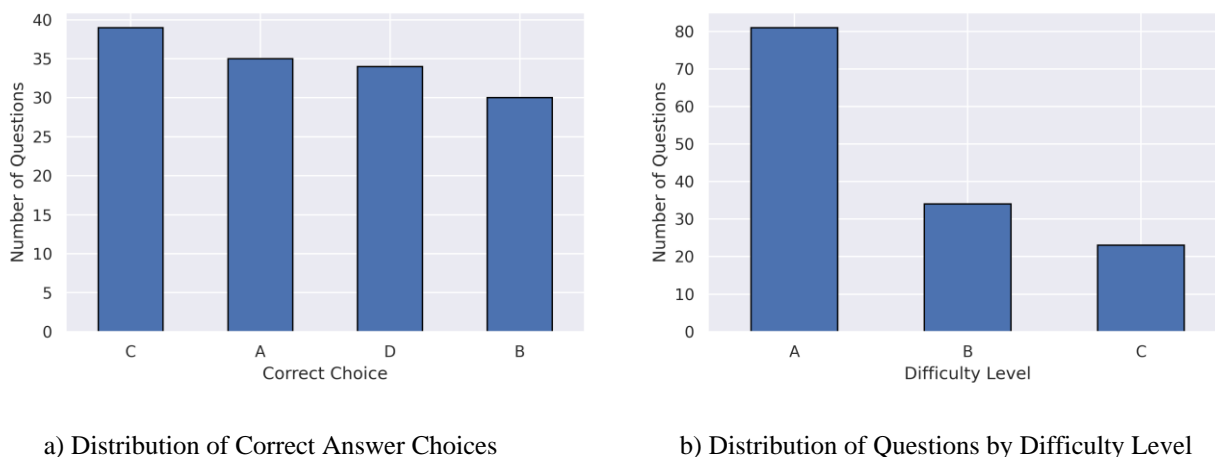 40
35
30
25
20
15
10
5
0
Number of Questions
C A D B
Correct Choice
a) Distribution of Correct Answer Choices
80
70
60
50
40
30
20
10
0
Number of Questions
A B C
Difficulty Level
b) Distribution of Questions by Difficulty Level